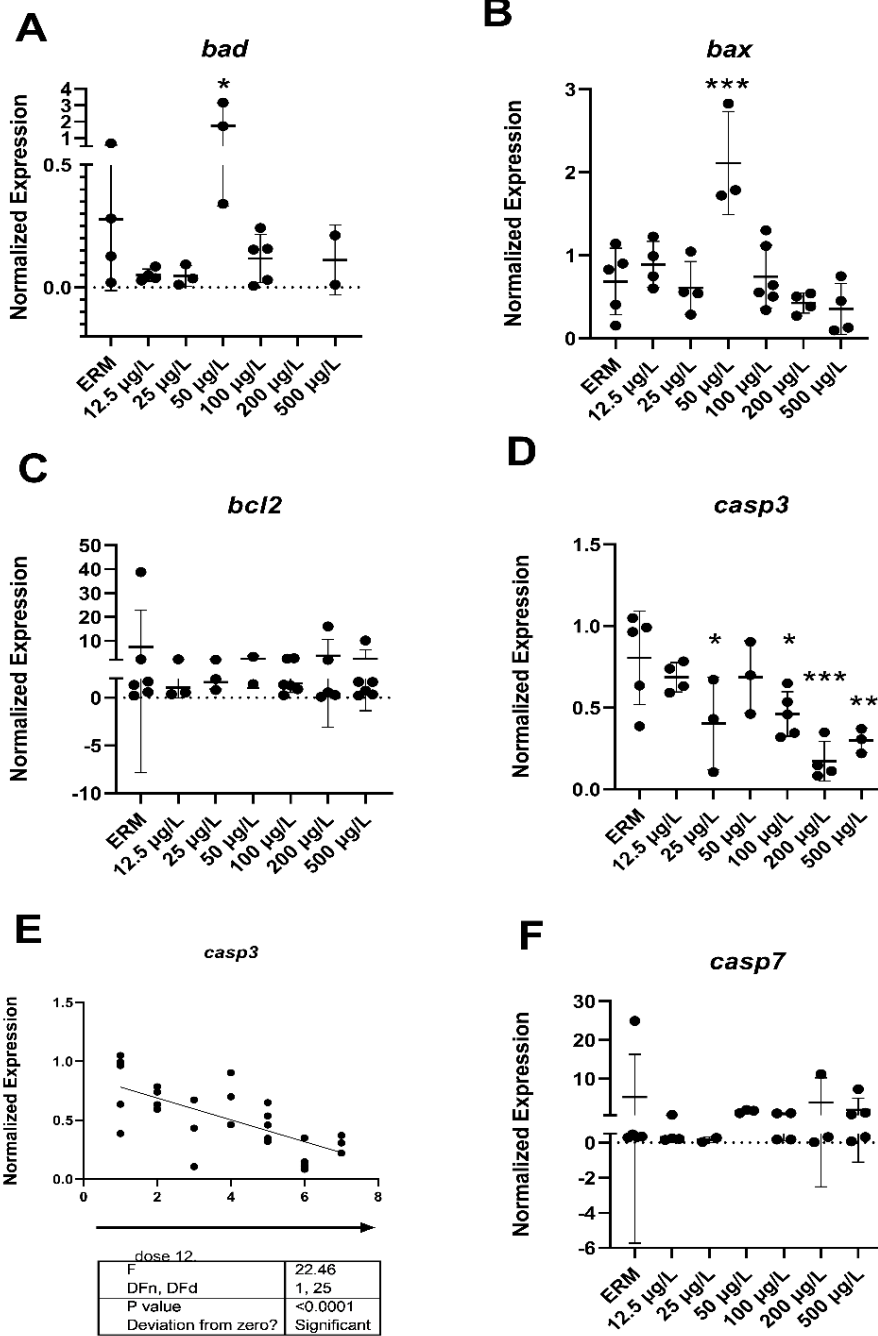 A
bad
*
Normalized Expression
4
3
2
1
0.5
0.0
ERM
12.5 µg/L
25 µg/L
50 µg/L
100 µg/L
200 µg/L
500 µg/L
B
bax
***
Normalized Expression
3
2
1
0
ERM
12.5 µg/L
25 µg/L
50 µg/L
100 µg/L
200 µg/L
500 µg/L
C
bcl2
Normalized Expression
50
40
30
20
10
0
-5
-10
ERM
12.5 µg/L
25 µg/L
50 µg/L
100 µg/L
200 µg/L
500 µg/L
D
casp3
* * *** **
Normalized Expression
1.5
1.0
0.5
0.0
ERM
12.5 µg/L
25 µg/L
50 µg/L
100 µg/L
200 µg/L
500 µg/L
E
casp3
Normalized Expression
1.5
1.0
0.5
0.0
0 2 4 6 8
dose 12.
F 22.46
DFn, DFd 1, 25
P value <0.0001
Deviation from zero? Significant
F
casp7
Normalized Expression
30
20
10
0
-2
-4
-6
ERM
12.5 µg/L
25 µg/L
50 µg/L
100 µg/L
200 µg/L
500 µg/L